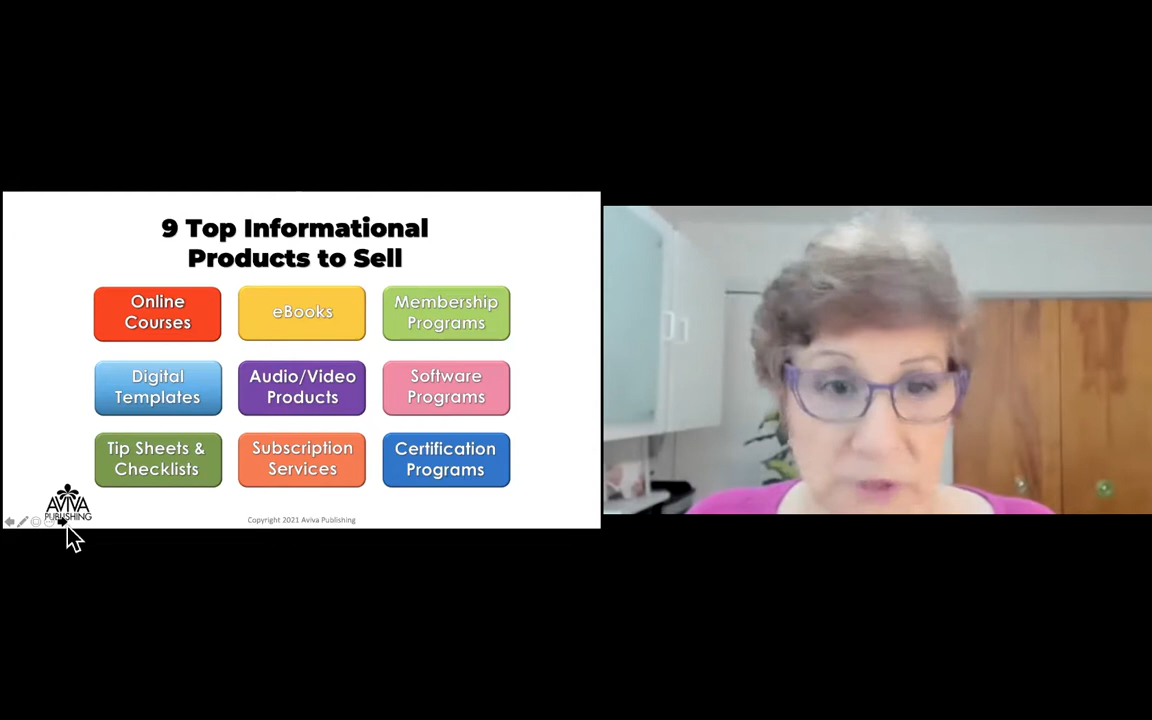 9 Top Informational
Products to Sell
Online
Courses
eBooks
Membership
Programs
Digital
Templates
Audio/Video
Products
Software
Programs
Tip Sheets &
Checklists
Subscription
Services
Certification
Programs
AVIVA
PUBLISHING
Copyright 2021 Aviva Publishing